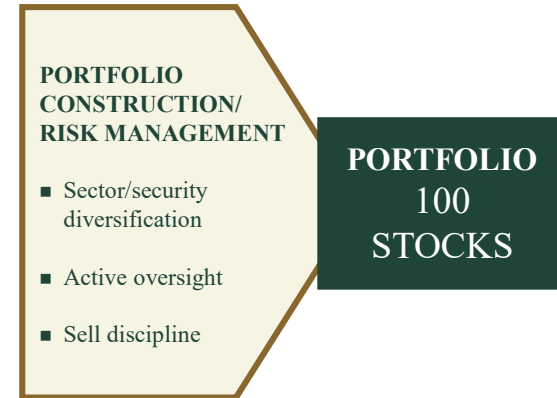 PORTFOLIO
CONSTRUCTION/
RISK MANAGEMENT
■ Sector/security
diversification
■ Active oversight
■ Sell discipline
PORTFOLIO
100
STOCKS